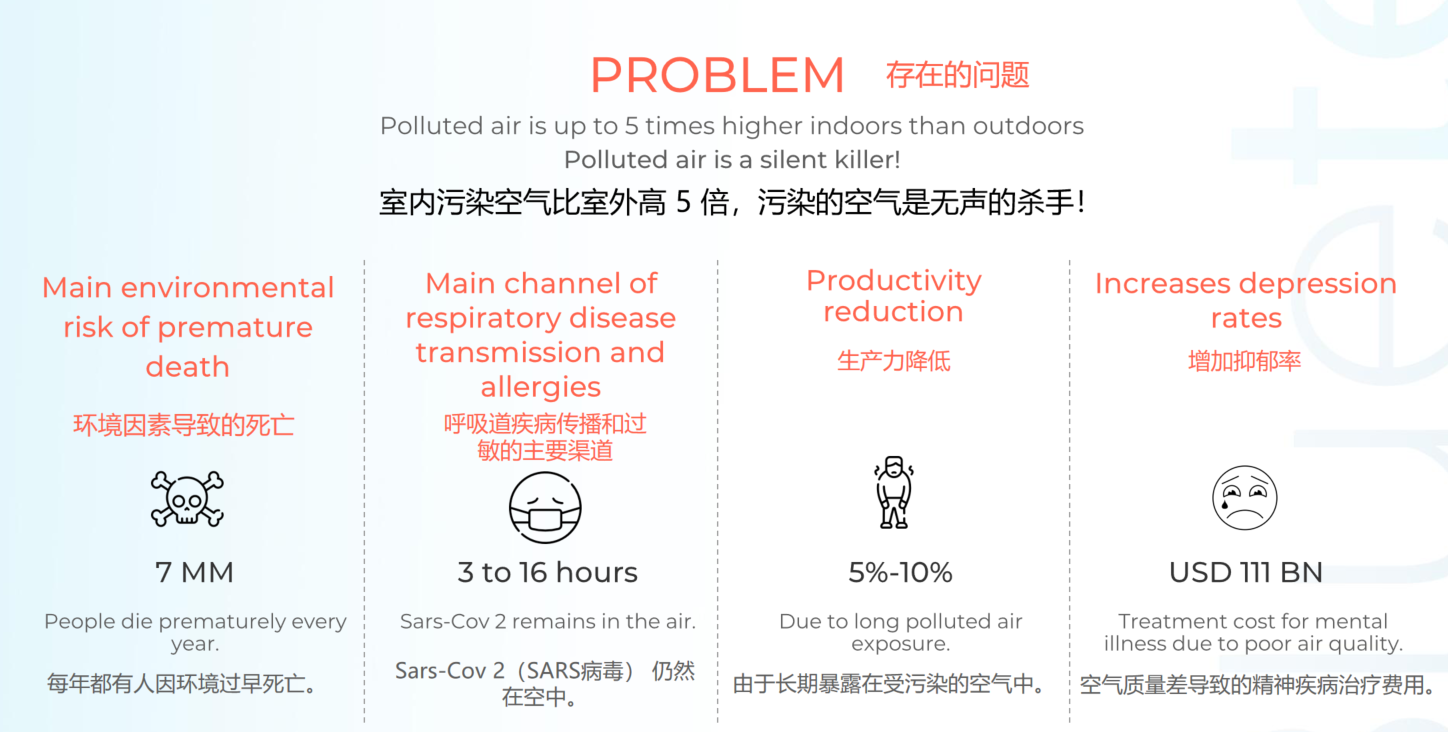 PROBLEM 存在的问题
Polluted air is up to 5 times higher indoors than outdoors
Polluted air is a silent killer!
室内污染空气比室外高 5 倍，污染的空气是无声的杀手！
Main environmental
risk of premature
death
环境因素导致的死亡
7 MM
People die prematurely every
year.
每年都有人因环境过早死亡。
Main channel of
respiratory disease
transmission and
allergies
呼吸道疾病传播和过
敏的主要渠道
3 to 16 hours
Sars-Cov 2 remains in the air.
Sars-Cov 2（SARS病毒） 仍然
在空中。
Productivity
reduction
生产力降低
5%-10%
Due to long polluted air
exposure.
由于长期暴露在受污染的空气中。
Increases depression
rates
增加抑郁率
USD 111 BN
Treatment cost for mental
illness due to poor air quality.
空气质量差导致的精神疾病治疗费用。